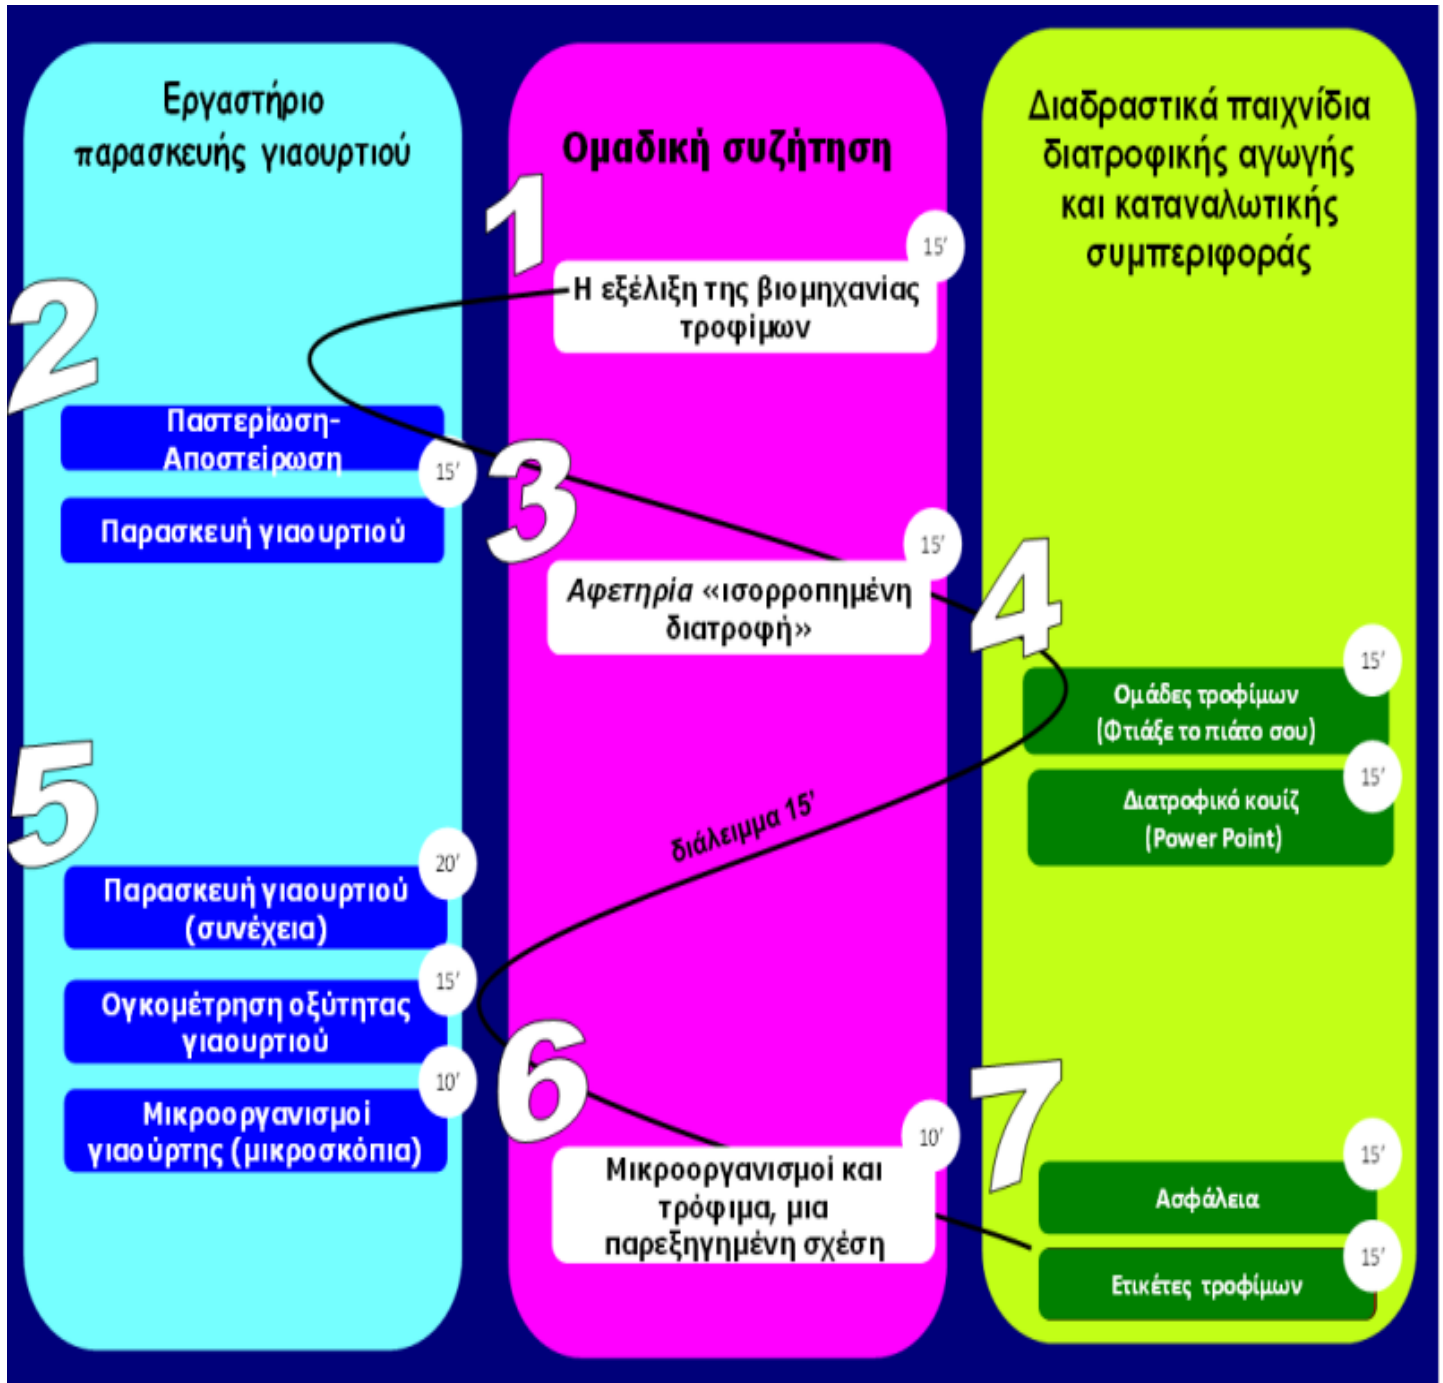 Εργαστήριο
παρασκευής γιαουρτιού
2
Παστερίωση-
Αποστείρωση
15’
Παρασκευή γιαουρτιού
5
20’
Παρασκευή γιαουρτιού
(συνέχεια)
15’
Ογκομέτρηση οξύτητας
γιαουρτιού
10’
Μικροοργανισμοί
γιαούρτης (μικροσκόπια)
Ομαδική συζήτηση
1
15’
Η εξέλιξη της βιομηχανίας
τροφίμων
3
15’
Αφετηρία «ισορροπημένη
διατροφή»
διάλειμμα 15’
6
10’
Μικροοργανισμοί και
τρόφιμα, μια
παρεξηγημένη σχέση
Διαδραστικά παιχνίδια
διατροφικής αγωγής
και καταναλωτικής
συμπεριφοράς
4
15’
Ομάδες τροφίμων
(Φτιάξε το πιάτο σου)
15’
Διατροφικό κουίζ
(Power Point)
7
15’
Ασφάλεια
15’
Ετικέτες τροφίμων